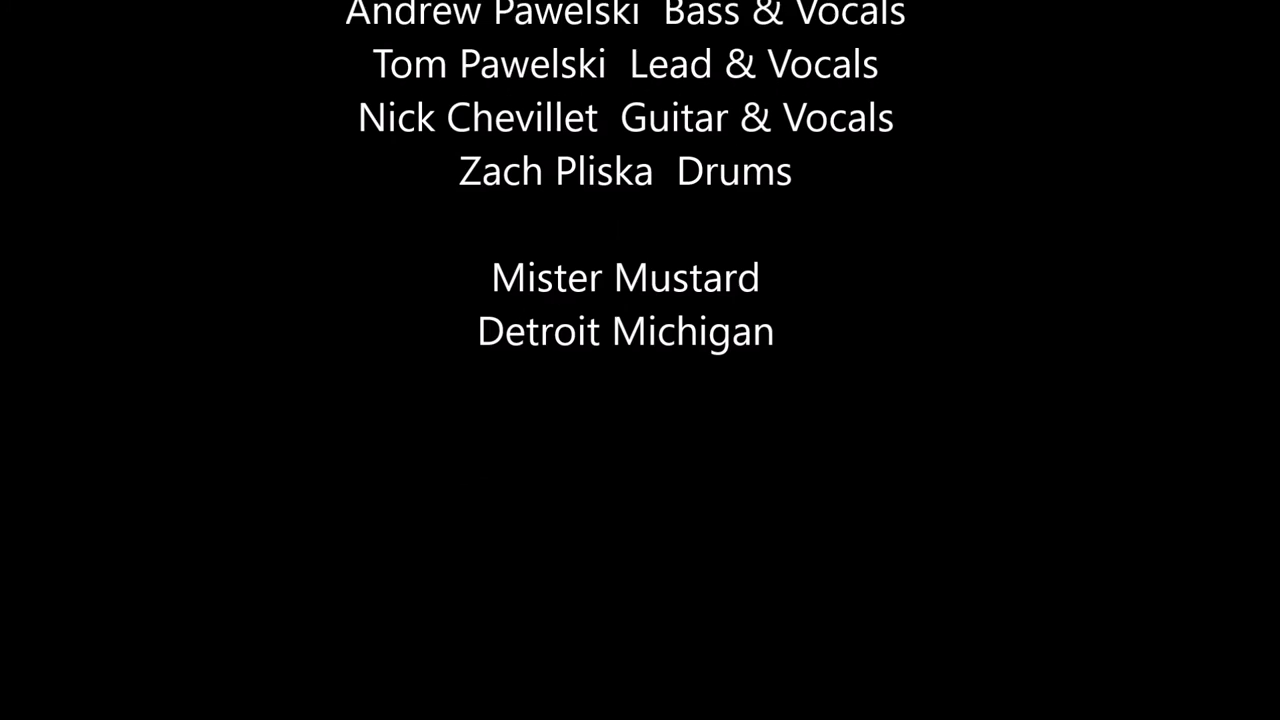 Andrew Pawelski  Bass & Vocals
Tom Pawelski  Lead & Vocals
Nick Chevillet  Guitar & Vocals
Zach Pliska  Drums
Mister Mustard
Detroit Michigan